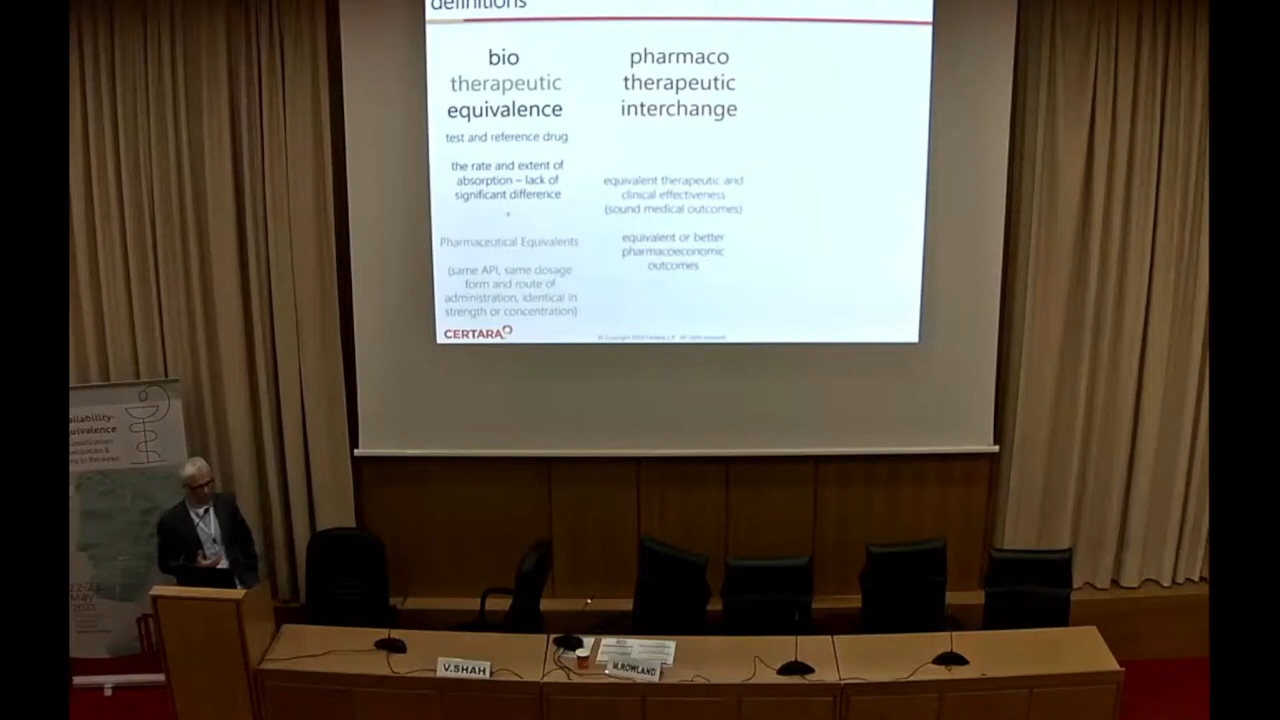 definitions
bio
therapeutic
equivalence
test and reference drug
the rate and extent of
absorption – lack of
significant difference
+
Pharmaceutical Equivalents
(same API, same dosage
form and route of
administration, identical in
strength or concentration)
pharmaco
therapeutic
interchange
equivalent therapeutic and
clinical effectiveness
(sound medical outcomes)
equivalent or better
pharmacoeconomic
outcomes
CERTARA
V.SHAH
M.ROWLAND
May